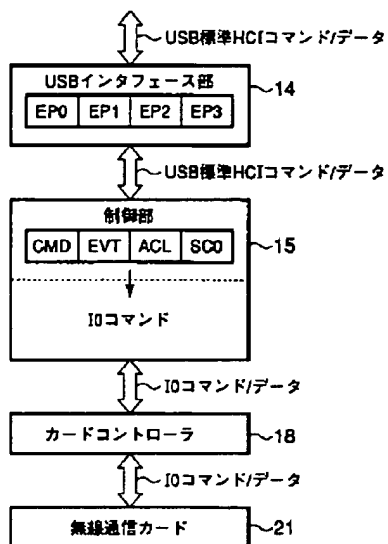 USB標準HCIコマンド/データ
USBインタフェース部
EP0 EP1 EP2 EP3
14
USB標準HCIコマンド/データ
制御部
CMD EVT ACL SCO
15
IOコマンド
IOコマンド/データ
カードコントローラ
18
IOコマンド/データ
無線通信カード
21